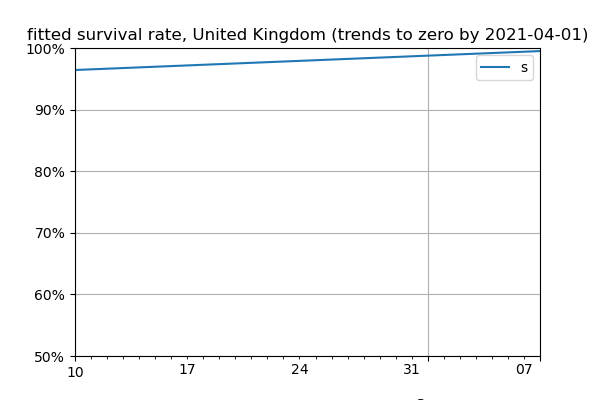 fitted survival rate, United Kingdom (trends to zero by 2021-04-01)
100%
s
90%
80%
70%
60%
50%
10 17 24 31 07